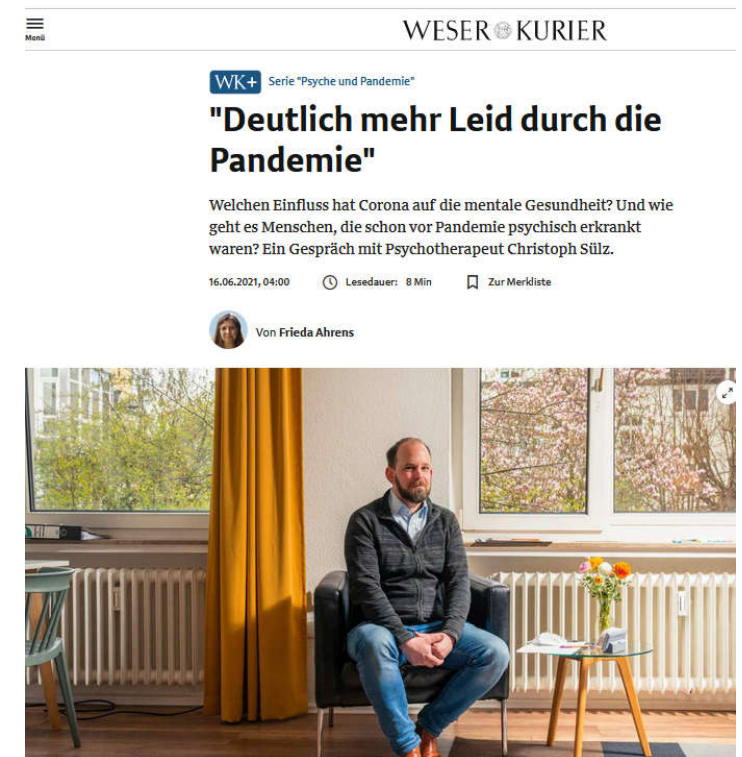 Menü
WESER KURIER
WK+ Serie "Psyche und Pandemie"
"Deutlich mehr Leid durch die
Pandemie"
Welchen Einfluss hat Corona auf die mentale Gesundheit? Und wie
geht es Menschen, die schon vor Pandemie psychisch erkrankt
waren? Ein Gespräch mit Psychotherapeut Christoph Sülz.
16.06.2021, 04:00 Lesedauer: 8 Min Zur Merkliste
Von Frieda Ahrens